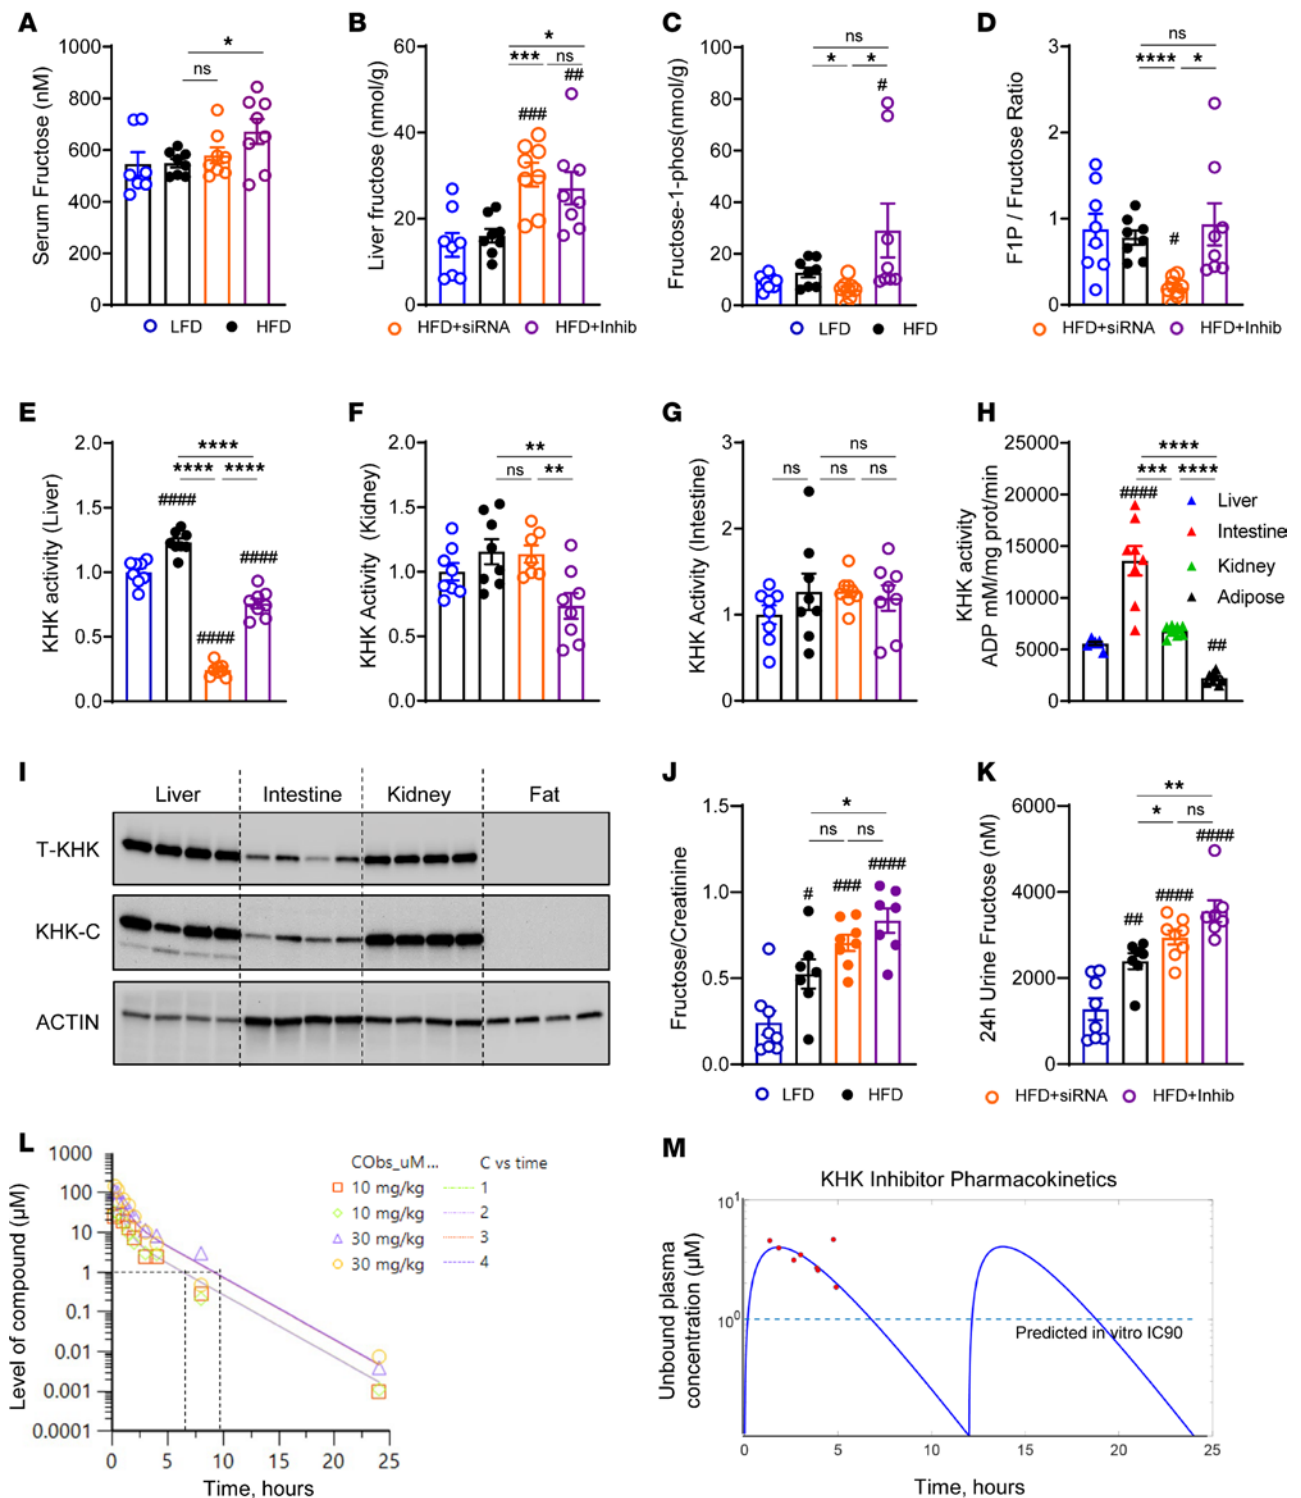 A
Serum Fructose (nM)
1000
800
600
400
200
0
*
ns
B
Liver fructose (nmol/g)
60
40
20
0
*
*** ns
##
###
C
Fructose-1-phos(nmol/g)
100
80
60
40
20
0
ns
* *
#
D
F1P / Fructose Ratio
3
2
1
0
ns
**** *
#
LFD HFD HFD+siRNA HFD+Inhib LFD HFD HFD+siRNA HFD+Inhib
E
KHK activity (Liver)
2.0
1.5
1.0
0.5
0.0
****
**** ****
####
####
####
F
KHK Activity (Kidney)
2.0
1.5
1.0
0.5
0.0
**
ns **
G
KHK Activity (Intestine)
3
2
1
0
ns
ns ns ns
H
KHK activity
ADP mM/mg prot/min
25000
20000
15000
10000
5000
0
****
*** ****
####
##
Liver
Intestine
Kidney
Adipose
I
Liver Intestine Kidney Fat
T-KHK
KHK-C
ACTIN
J
Fructose/Creatinine
1.5
1.0
0.5
0.0
*
ns ns
####
###
#
K
24h Urine Fructose (nM)
6000
4000
2000
0
**
* ns
####
####
##
LFD HFD HFD+siRNA HFD+Inhib
L
Level of compound (µM)
1000
100
10
1
0.1
0.01
0.001
0.0001
0 5 10 15 20 25
Time, hours
CObs_uM... C vs time
10 mg/kg 1
10 mg/kg 2
30 mg/kg 3
30 mg/kg 4
M
KHK Inhibitor Pharmacokinetics
Unbound plasma
concentration (µM)
10¹
10⁰
Predicted in vitro IC90
0 5 10 15 20 25
Time, hours